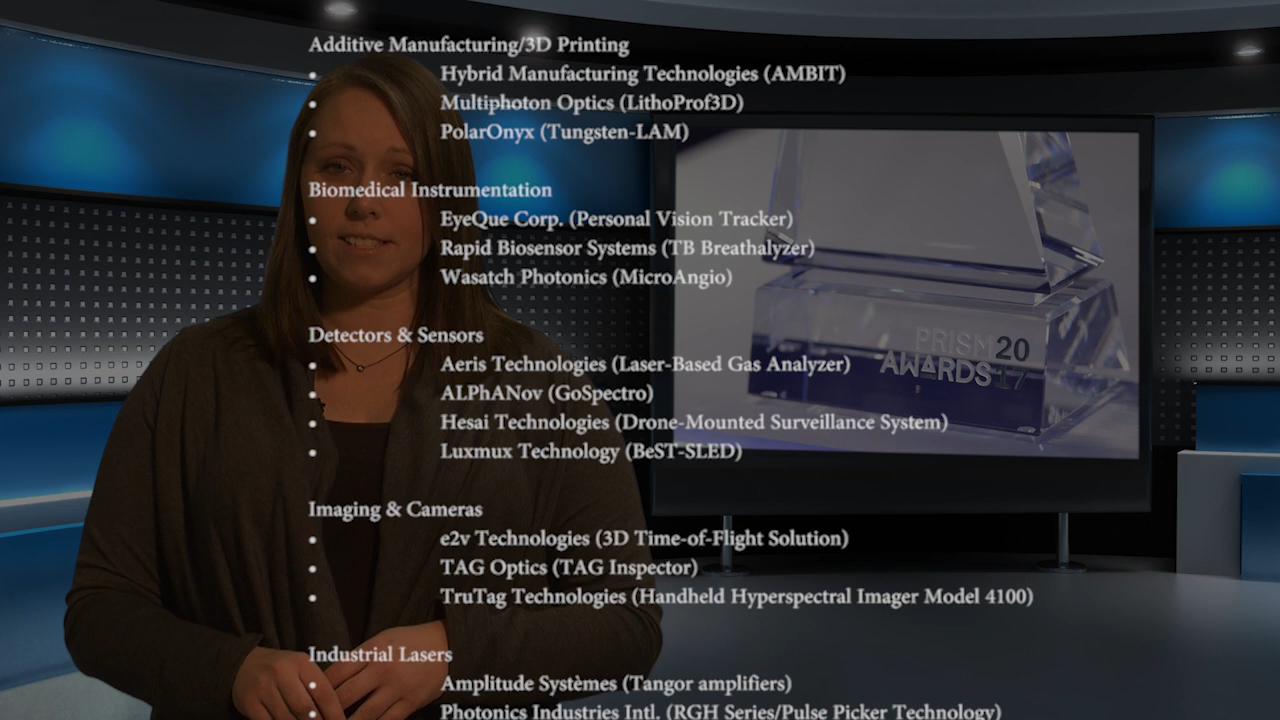 Additive Manufacturing/3D Printing
• Hybrid Manufacturing Technologies (AMBIT)
• Multiphoton Optics (LithoProf3D)
• PolarOnyx (Tungsten-LAM)
Biomedical Instrumentation
• EyeQue Corp. (Personal Vision Tracker)
• Rapid Biosensor Systems (TB Breathalyzer)
• Wasatch Photonics (MicroAngio)
Detectors & Sensors
• Aeris Technologies (Laser-Based Gas Analyzer)
• ALPhANov (GoSpectro)
• Hesai Technologies (Drone-Mounted Surveillance System)
• Luxmux Technology (BeST-SLED)
Imaging & Cameras
• e2v Technologies (3D Time-of-Flight Solution)
• TAG Optics (TAG Inspector)
• TruTag Technologies (Handheld Hyperspectral Imager Model 4100)
Industrial Lasers
• Amplitude Systèmes (Tangor amplifiers)
• Photonics Industries Intl. (RGH Series/Pulse Picker Technology)
PRISM 20
AWARDS 17